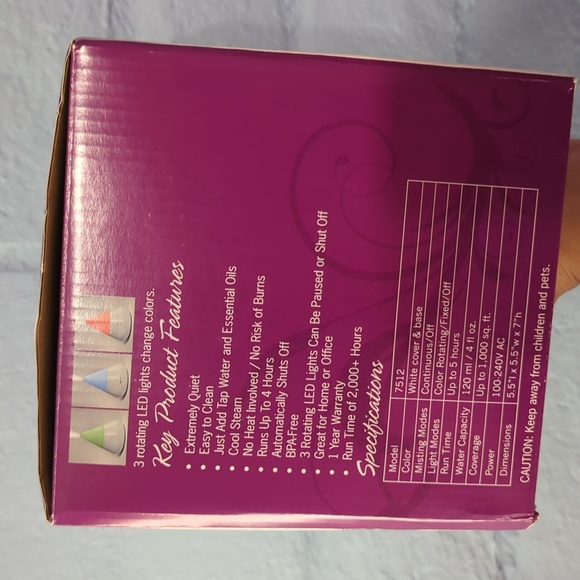 3 rotating LED lights change colors.
Key Product Features
• Extremely Quiet
• Easy to Clean
• Just Add Tap Water and Essential Oils
• Cool Steam
• No Heat Involved / No Risk of Burns
• Runs Up To 4 Hours
• Automatically Shuts Off
• BPA-Free
• 3 Rotating LED Lights Can Be Paused or Shut Off
• Great for Home or Office
• 1 Year Warranty
• Run Time of 2,000+ Hours
Specifications
Model 7512
Color White cover & base
Misting Modes Continuous/Off
Light Modes Color Rotating/Fixed/Off
Run Time Up to 5 hours
Water Capacity 120 ml / 4 fl oz.
Coverage Up to 1,000 sq. ft.
Power 100-240V AC
Dimensions 5.5"l x 5.5"w x 7"h
CAUTION: Keep away from children and pets.